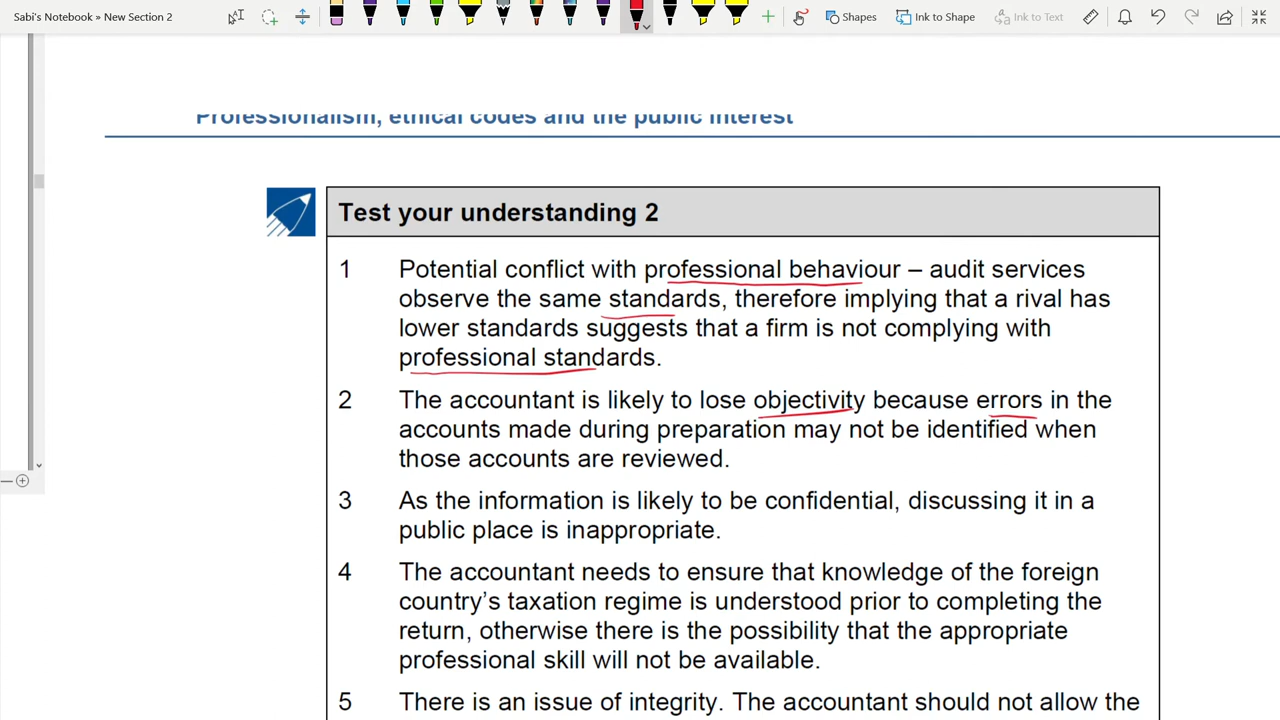 Sabi's Notebook » New Section 2
Shapes
Ink to Shape
Ink to Text
Professionalism, ethical codes and the public interest
Test your understanding 2
1 Potential conflict with professional behaviour – audit services
observe the same standards, therefore implying that a rival has
lower standards suggests that a firm is not complying with
professional standards.
2 The accountant is likely to lose objectivity because errors in the
accounts made during preparation may not be identified when
those accounts are reviewed.
3 As the information is likely to be confidential, discussing it in a
public place is inappropriate.
4 The accountant needs to ensure that knowledge of the foreign
country's taxation regime is understood prior to completing the
return, otherwise there is the possibility that the appropriate
professional skill will not be available.
5 There is an issue of integrity. The accountant should not allow the